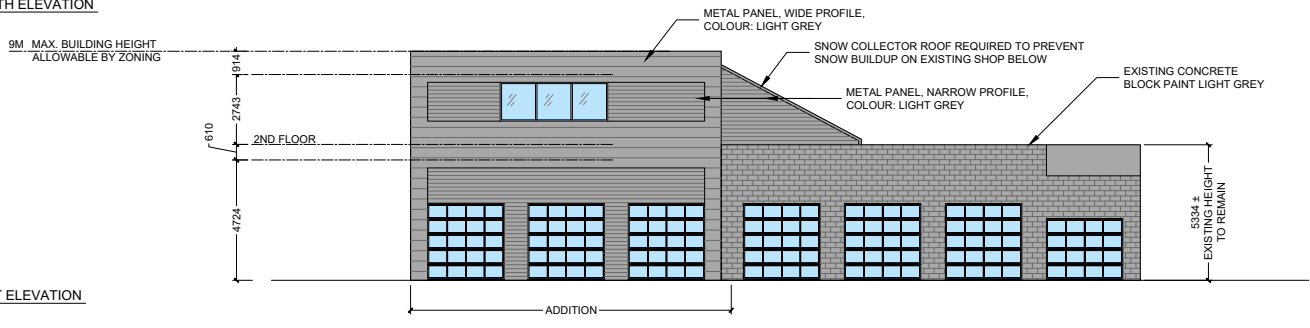 TH ELEVATION
METAL PANEL, WIDE PROFILE,
COLOUR: LIGHT GREY
9M MAX. BUILDING HEIGHT
ALLOWABLE BY ZONING
SNOW COLLECTOR ROOF REQUIRED TO PREVENT
SNOW BUILDUP ON EXISTING SHOP BELOW
914
EXISTING CONCRETE
BLOCK PAINT LIGHT GREY
METAL PANEL, NARROW PROFILE,
COLOUR: LIGHT GREY
2743
610
2ND FLOOR
4724
5334 ±
EXISTING HEIGHT
TO REMAIN
T ELEVATION
ADDITION